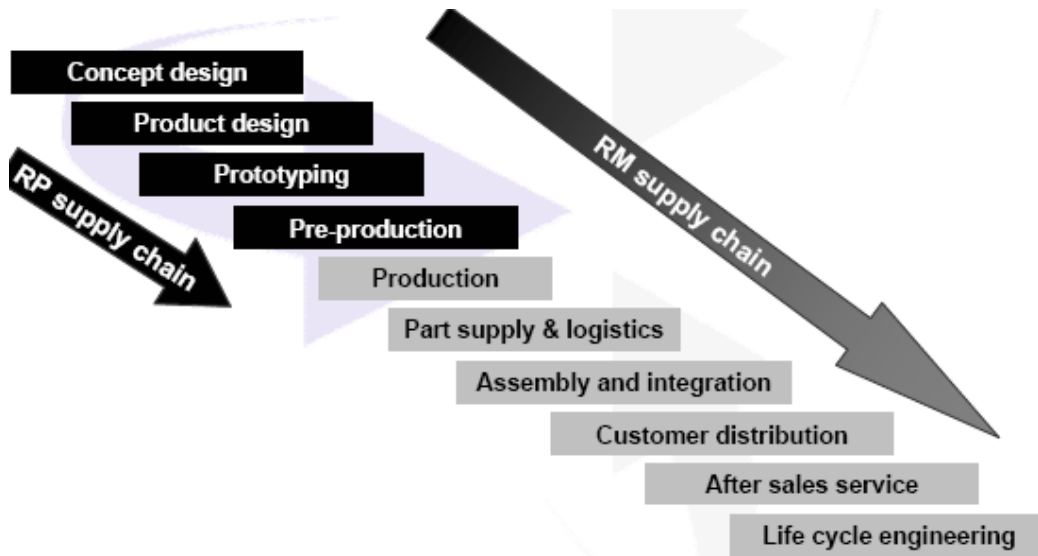 Concept design
Product design
Prototyping
Pre-production
Production
Part supply & logistics
Assembly and integration
Customer distribution
After sales service
Life cycle engineering
RP supply chain
RM supply chain